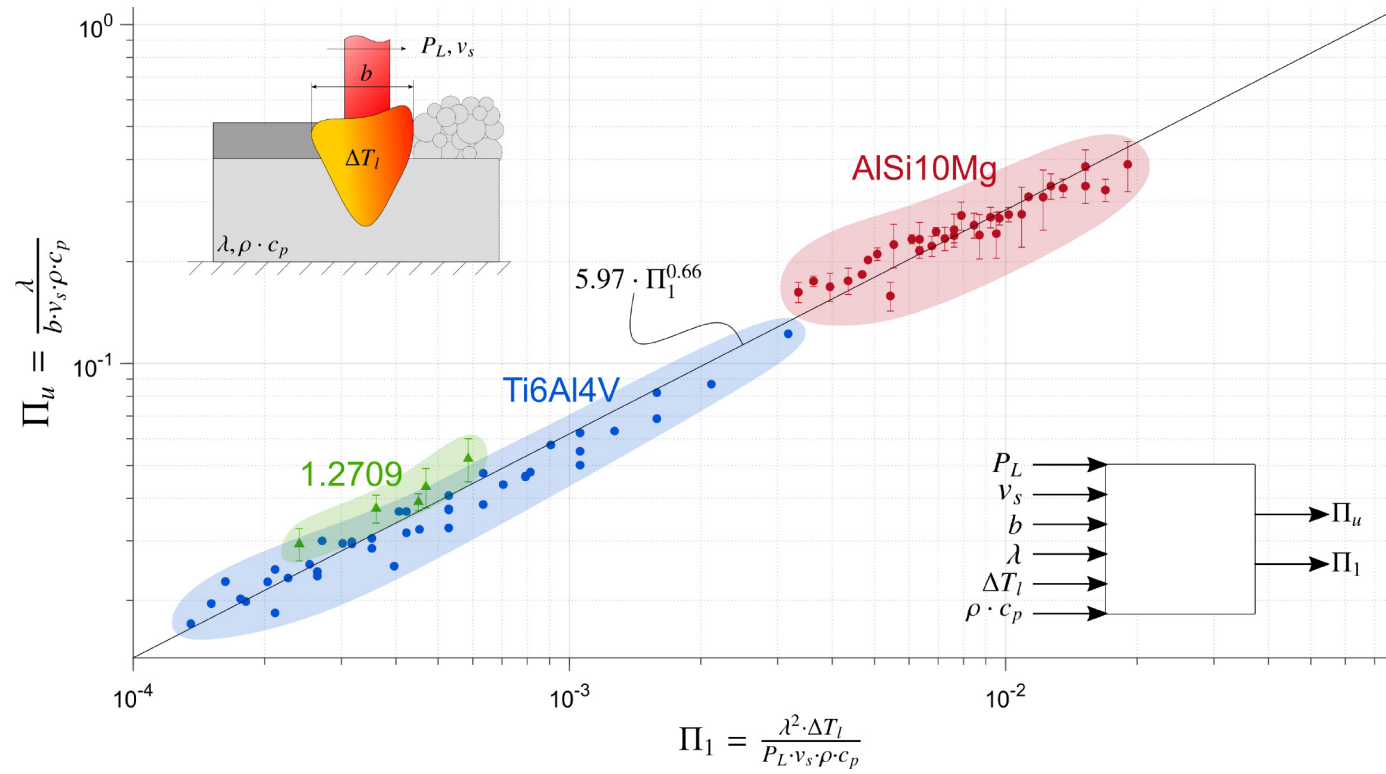 Π_u = λ / (b·v_s·ρ·c_p)
10^0
10^-1
P_L, v_s
b
ΔT_l
λ, ρ · c_p
AlSi10Mg
5.97 · Π_1^0.66
Ti6Al4V
1.2709
P_L
v_s
b
λ
ΔT_l
ρ · c_p
Π_u
Π_1
10^-4
10^-3
10^-2
Π_1 = λ^2·ΔT_l / (P_L·v_s·ρ·c_p)